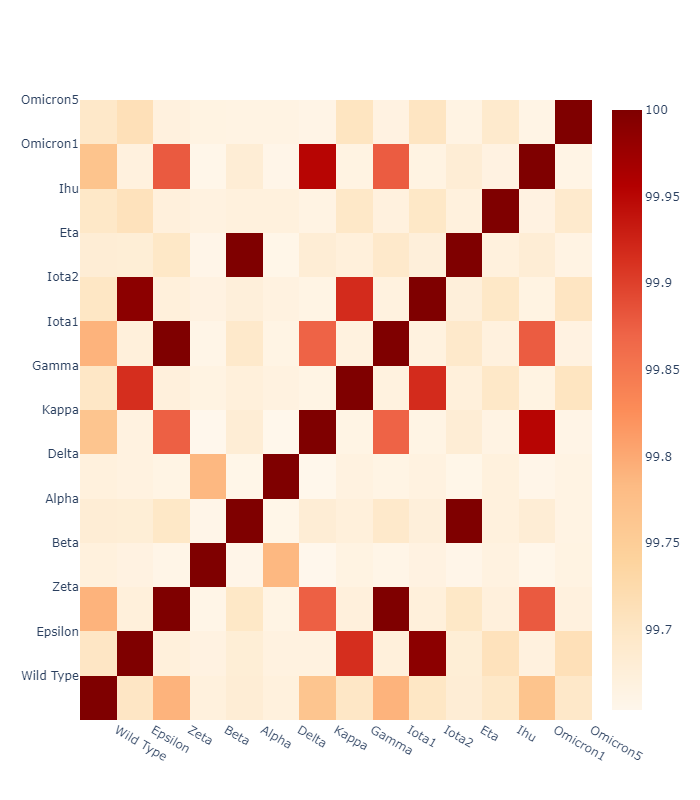 Omicron5
Omicron1
Ihu
Eta
Iota2
Iota1
Gamma
Kappa
Delta
Alpha
Beta
Zeta
Epsilon
Wild Type
Wild Type
Epsilon
Zeta
Beta
Alpha
Delta
Kappa
Gamma
Iota1
Iota2
Eta
Ihu
Omicron1
Omicron5
100
99.95
99.9
99.85
99.8
99.75
99.7